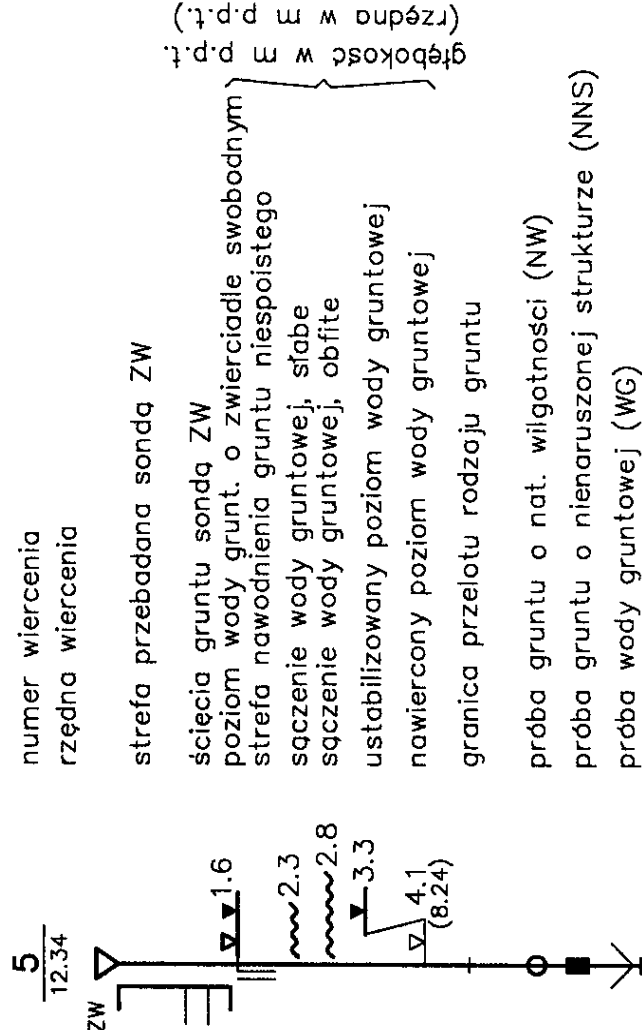 5
12.34
ZW
1.6
2.3
2.8
3.3
4.1
(8.24)
numer wiercenia
rzędna wiercenia
strefa przebadana sondą ZW
ścięcia gruntu sondą ZW
poziom wody grunt. o zwierciadle swobodnym
strefa nawodnienia gruntu niespoistego
sączenie wody gruntowej, słabe
sączenie wody gruntowej, obfite
ustabilizowany poziom wody gruntowej
nawiercony poziom wody gruntowej
granica przelotu rodzaju gruntu
próba gruntu o nat. wilgotności (NW)
próba gruntu o nienaruszonej strukturze (NNS)
próba wody gruntowej (WG)
głębokość w m p.p.t.
(rzędna w m p.p.t.)